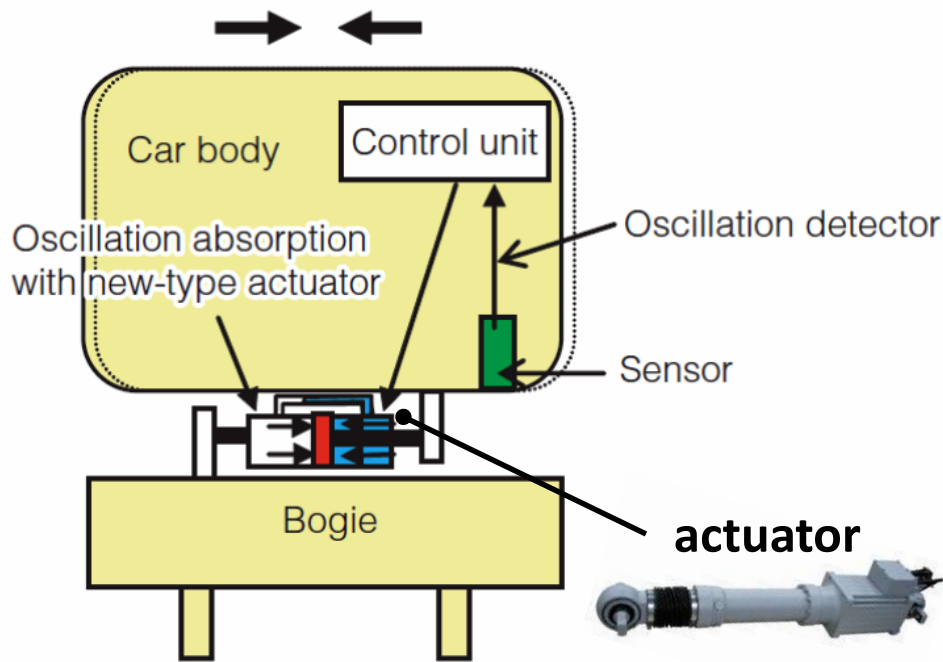 Car body
Control unit
Oscillation absorption
with new-type actuator
Oscillation detector
Sensor
Bogie
actuator